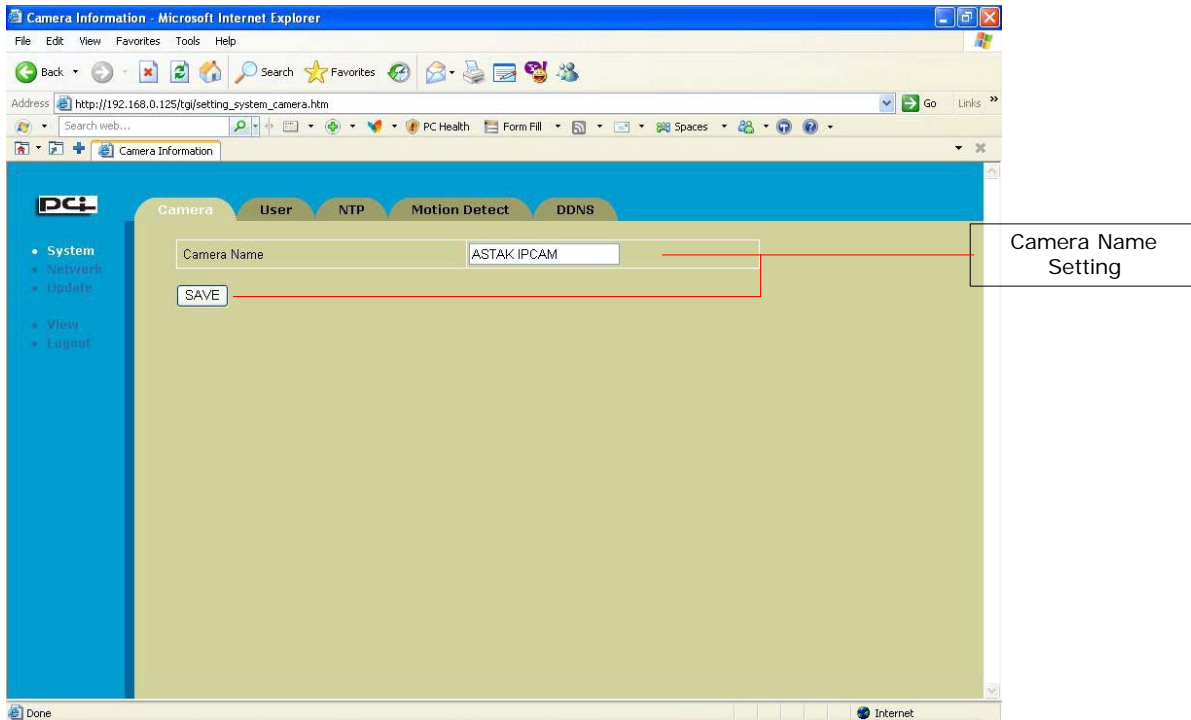 Camera Information - Microsoft Internet Explorer
File Edit View Favorites Tools Help
Back Search Favorites
Address http://192.168.0.125/tgi/setting_system_camera.htm Go Links »
Search web... PC Health Form Fill Spaces
Camera Information
PCi
Camera User NTP Motion Detect DDNS
System
Network
Update
View
Logout
Camera Name ASTAK IPCAM
SAVE
Camera Name
Setting
Done Internet